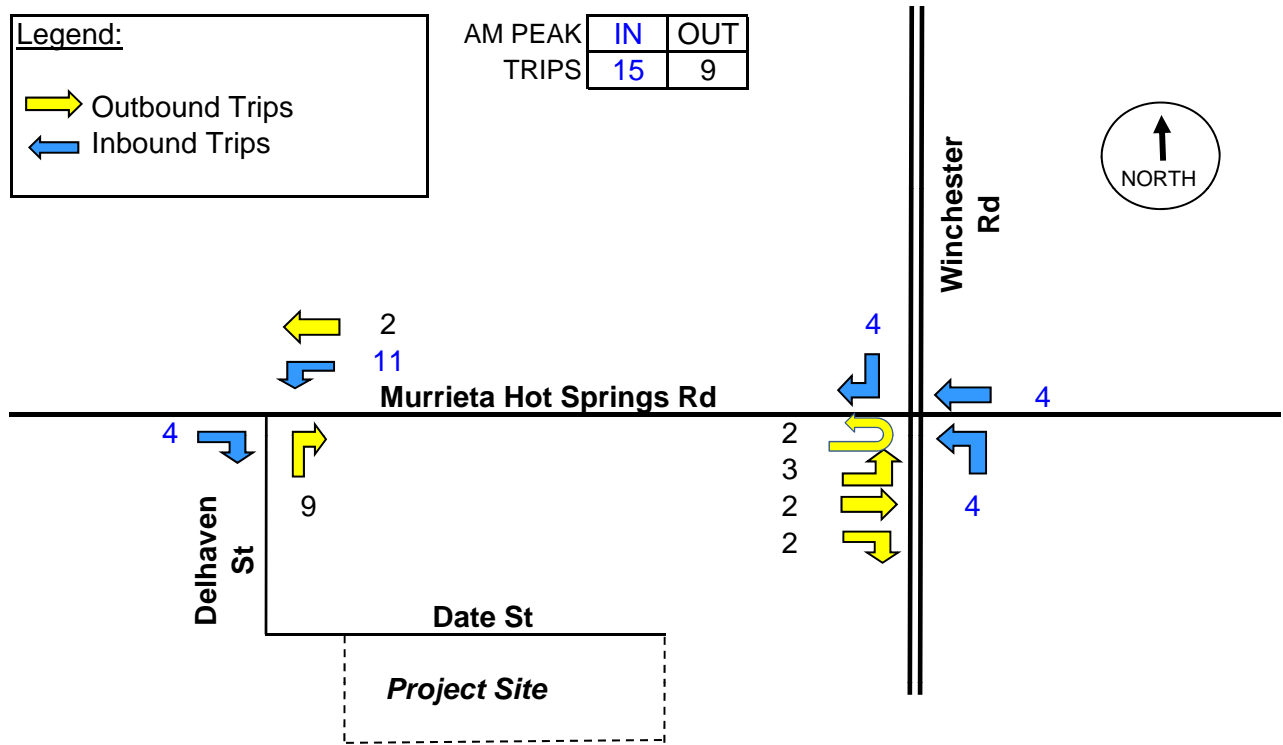 Legend:
Outbound Trips
Inbound Trips
AM PEAK IN OUT
TRIPS 15 9
Winchester
Rd
NORTH
2
11
4
Murrieta Hot Springs Rd
4
4
2
3
2
2
4
9
Delhaven
St
Date St
Project Site